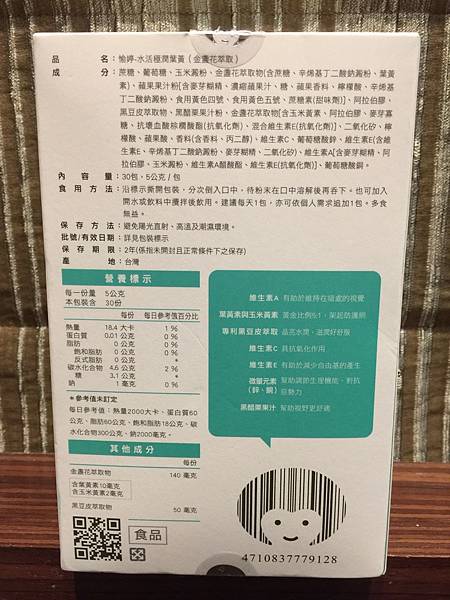 品名：愉婷-水活極潤葉黃（金盞花萃取）
成分：蔗糖、葡萄糖、玉米澱粉、金盞花萃取物[含蔗糖、辛烯基丁二酸鈉澱粉、葉黃
素)、蘋果果汁粉[含麥芽糊精、濃縮蘋果汁、糖、蘋果香料、檸檬酸、辛烯基
丁二酸鈉澱粉、食用黃色四號、食用黃色五號、蔗糖素(甜味劑)]、阿拉伯膠、
黑豆皮萃取物、黑醋栗果汁粉、金盞花萃取物[含玉米黃素、阿拉伯膠、麥芽寡
糖、抗壞血酸棕櫚酸酯(抗氧化劑)]、混合維生素E(抗氧化劑)]、二氧化矽、檸
檬酸、蘋果酸、香料(含香料、丙二醇)、維生素C、葡萄糖酸鋅、維生素E[含維
生素E、辛烯基丁二酸鈉澱粉、麥芽糊精、二氧化矽)、維生素A[含麥芽糊精、阿
拉伯膠、玉米澱粉、維生素A醋酸酯、維生素E(抗氧化劑)]、葡萄糖酸銅。
內容量：30包，5公克 / 包
食用方法：沿標示撕開包裝，分次倒入口中，待粉末在口中溶解後再吞下。也可加入
開水或飲料中攪拌後飲用。建議每天1包，亦可依個人需求追加1包。多食
無益。
保存方法：避免陽光直射、高溫及潮濕環境。
批號/有效日期：詳見包裝標示
保存期限：2年(係指未開封且正常條件下之保存)
產地：台灣
營養標示
每一份量 5公克
本包裝含 30份
每份 每日參考值百分比
熱量 18.4 大卡 1 %
蛋白質 0.01 公克 0 %
脂肪 0 公克 0 %
飽和脂肪 0 公克 0 %
反式脂肪 0 公克 *
碳水化合物 4.6 公克 2 %
糖 3.1 公克 *
鈉 1 毫克 0 %
＊參考值未訂定
每日參考值：熱量2000大卡、蛋白質60
公克、脂肪60公克、飽和脂肪18公克、碳
水化合物300公克、鈉2000毫克。
其他成分
每份
金盞花萃取物 140 毫克
含葉黃素10毫克
含玉米黃素2毫克
黑豆皮萃取物 50 毫克
食品
維生素A 有助於維持在暗處的視覺
葉黃素與玉米黃素 黃金比例5:1，架起防護網
專利黑豆皮萃取 晶亮水潤、滋潤好舒服
維生素C 具抗氧化作用
維生素E 有助於減少自由基的產生
微量元素 幫助調節生理機能，對抗
(鋅、銅) 惡勢力
黑醋栗果汁 幫助視野更舒適
4710837779128